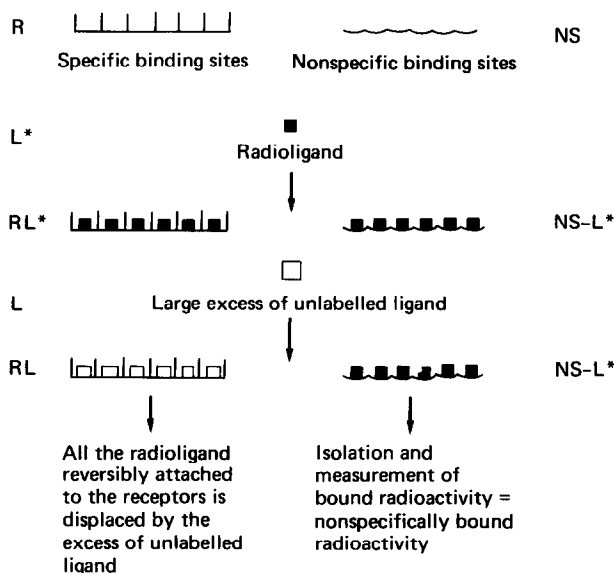 R
NS
Specific binding sites
Nonspecific binding sites
L*
Radioligand
RL*
NS-L*
L
Large excess of unlabelled ligand
RL
NS-L*
All the radioligand
reversibly attached
to the receptors is
displaced by the
excess of unlabelled
ligand
Isolation and
measurement of
bound radioactivity =
nonspecifically bound
radioactivity